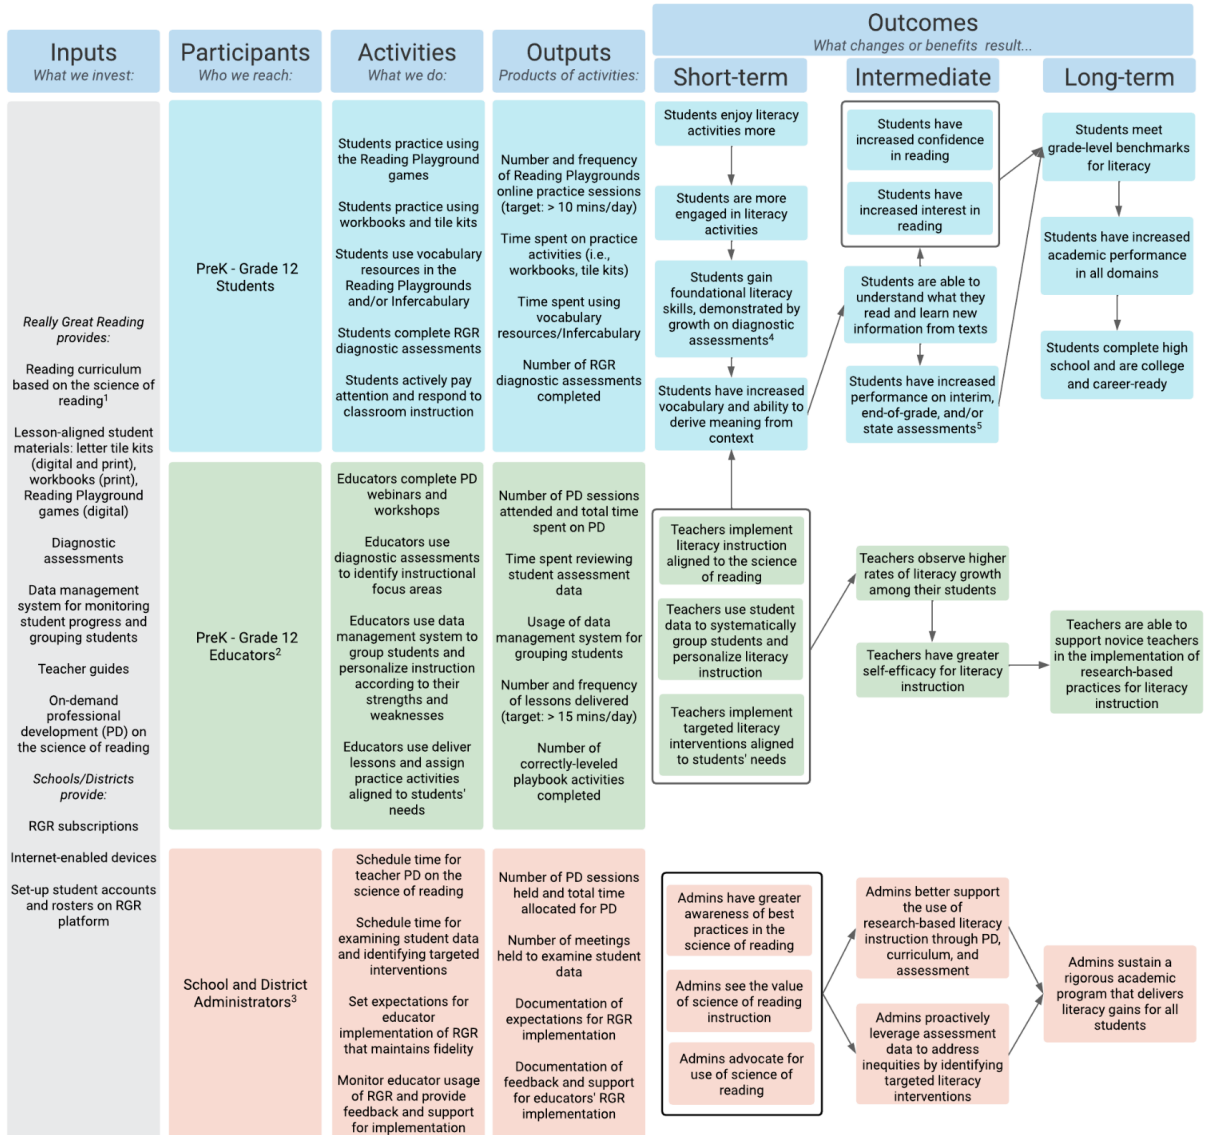 Inputs
What we invest:
Participants
Who we reach:
Activities
What we do:
Outputs
Products of activities:
Outcomes
What changes or benefits  result...
Short-term
Intermediate
Long-term
Really Great Reading
provides:
Reading curriculum
based on the science of
reading¹
Lesson-aligned student
materials: letter tile kits
(digital and print),
workbooks (print),
Reading Playground
games (digital)
Diagnostic
assessments
Data management
system for monitoring
student progress and
grouping students
Teacher guides
On-demand
professional
development (PD) on
the science of reading
Schools/Districts
provide:
RGR subscriptions
Internet-enabled devices
Set-up student accounts
and rosters on RGR
platform
PreK - Grade 12
Students
Students practice using
the Reading Playground
games
Students practice using
workbooks and tile kits
Students use vocabulary
resources in the
Reading Playgrounds
and/or Infercabulary
Students complete RGR
diagnostic assessments
Students actively pay
attention and respond to
classroom instruction
Number and frequency
of Reading Playgrounds
online practice sessions
(target: > 10 mins/day)
Time spent on practice
activities (i.e.,
workbooks, tile kits)
Time spent using
vocabulary
resources/Infercabulary
Number of RGR
diagnostic assessments
completed
Students enjoy literacy
activities more
Students are more
engaged in literacy
activities
Students gain
foundational literacy
skills, demonstrated by
growth on diagnostic
assessments⁴
Students have increased
vocabulary and ability to
derive meaning from
context
Students have
increased confidence
in reading
Students have
increased interest in
reading
Students are able to
understand what they
read and learn new
information from texts
Students have increased
performance on interim,
end-of-grade, and/or
state assessments⁵
Students meet
grade-level benchmarks
for literacy
Students have increased
academic performance
in all domains
Students complete high
school and are college
and career-ready
PreK - Grade 12
Educators²
Educators complete PD
webinars and
workshops
Educators use
diagnostic assessments
to identify instructional
focus areas
Educators use data
management system to
group students and
personalize instruction
according to their
strengths and
weaknesses
Educators use deliver
lessons and assign
practice activities
aligned to students'
needs
Number of PD sessions
attended and total time
spent on PD
Time spent reviewing
student assessment
data
Usage of data
management system for
grouping students
Number and frequency
of lessons delivered
(target: > 15 mins/day)
Number of
correctly-leveled
playbook activities
completed
Teachers implement
literacy instruction
aligned to the science
of reading
Teachers use student
data to systematically
group students and
personalize literacy
instruction
Teachers implement
targeted literacy
interventions aligned
to students' needs
Teachers observe higher
rates of literacy growth
among their students
Teachers have greater
self-efficacy for literacy
instruction
Teachers are able to
support novice teachers
in the implementation of
research-based
practices for literacy
instruction
School and District
Administrators³
Schedule time for
teacher PD on the
science of reading
Schedule time for
examining student data
and identifying targeted
interventions
Set expectations for
educator
implementation of RGR
that maintains fidelity
Monitor educator usage
of RGR and provide
feedback and support
for implementation
Number of PD sessions
held and total time
allocated for PD
Number of meetings
held to examine student
data
Documentation of
expectations for RGR
implementation
Documentation of
feedback and support
for educators' RGR
implementation
Admins have greater
awareness of best
practices in the
science of reading
Admins see the value
of science of reading
instruction
Admins advocate for
use of science of
reading
Admins better support
the use of
research-based literacy
instruction through PD,
curriculum, and
assessment
Admins proactively
leverage assessment
data to address
inequities by identifying
targeted literacy
interventions
Admins sustain a
rigorous academic
program that delivers
literacy gains for all
students